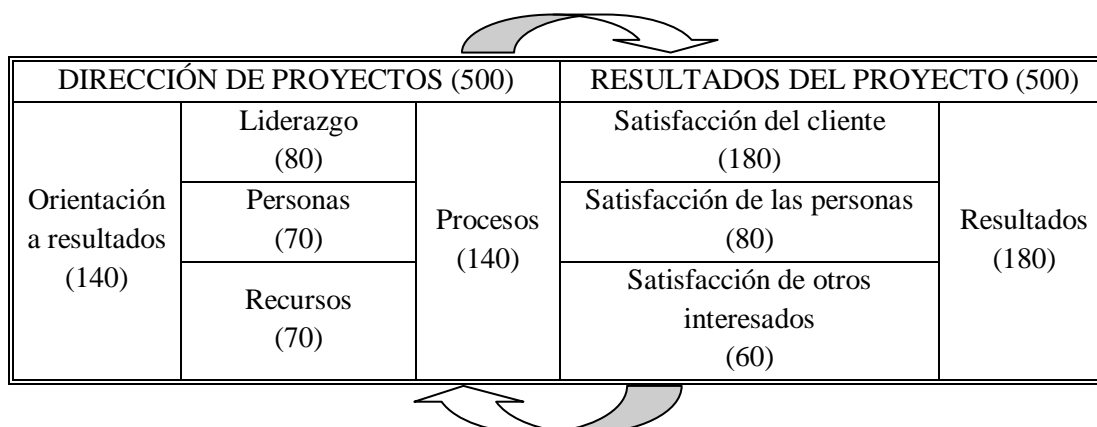 DIRECCIÓN DE PROYECTOS (500)
RESULTADOS DEL PROYECTO (500)
Orientación
a resultados
(140)
Liderazgo
(80)
Personas
(70)
Recursos
(70)
Procesos
(140)
Satisfacción del cliente
(180)
Satisfacción de las personas
(80)
Satisfacción de otros
interesados
(60)
Resultados
(180)